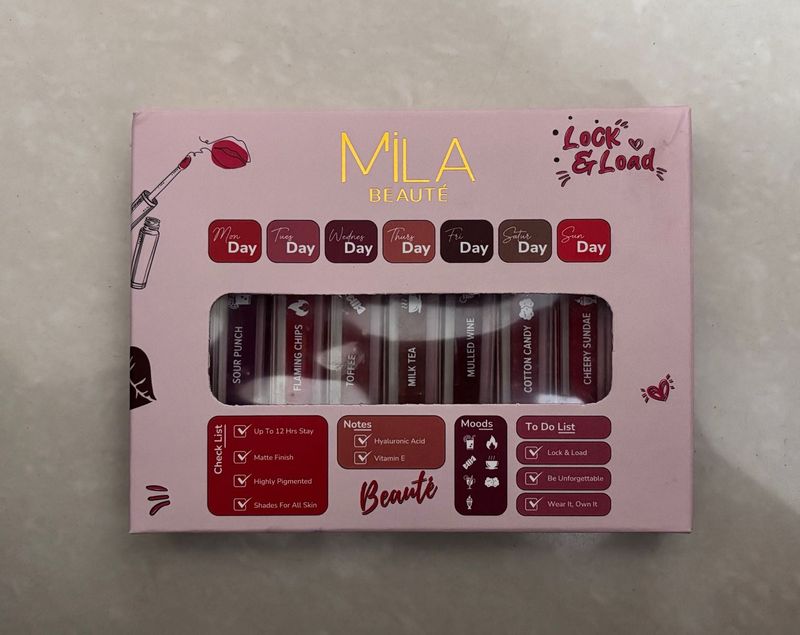 MiLA
BEAUTÉ
Lock
& Load
Mon Day
Tues Day
Wednes Day
Thurs Day
Fri Day
Satur Day
Sun Day
SOUR PUNCH
FLAMING CHIPS
TOFFEE
MILK TEA
MULLED WINE
COTTON CANDY
CHEERY SUNDAE
Check List
Up To 12 Hrs Stay
Matte Finish
Highly Pigmented
Shades For All Skin
Notes
Hyaluronic Acid
Vitamin E
Beauté
Moods
To Do List
Lock & Load
Be Unforgettable
Wear It, Own It